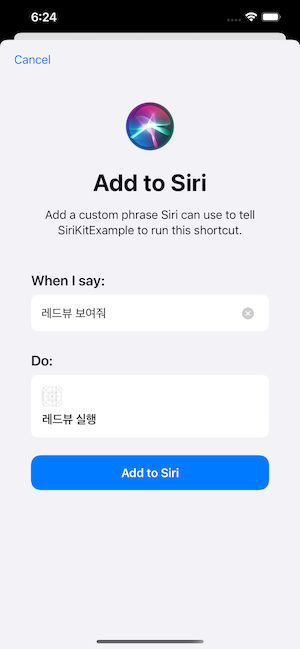 6:24
Cancel
Add to Siri
Add a custom phrase Siri can use to tell
SiriKitExample to run this shortcut.
When I say:
레드뷰 보여줘
Do:
레드뷰 실행
Add to Siri